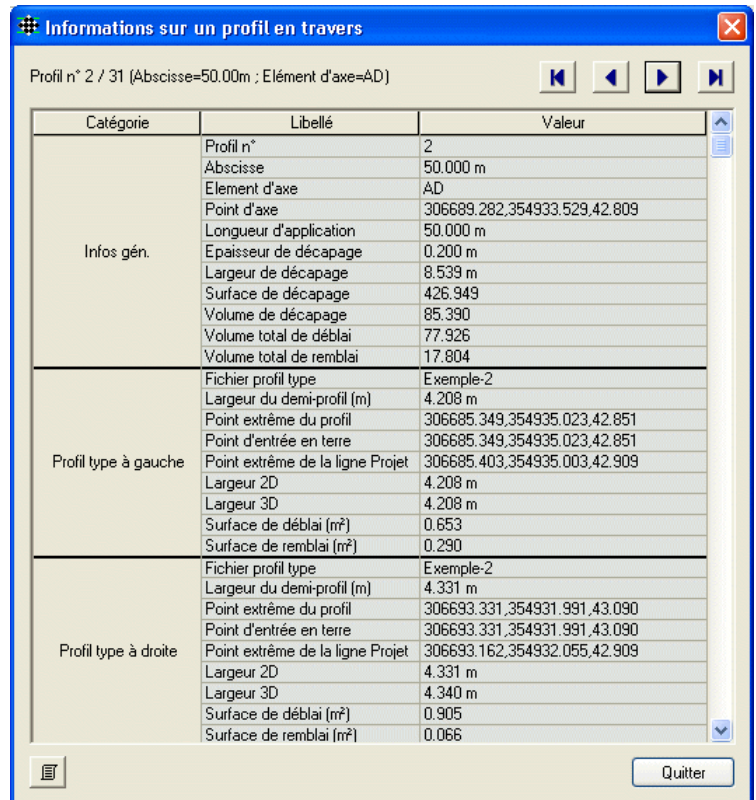 Informations sur un profil en travers
Profil n° 2 / 31 (Abscisse=50.00m ; Elément d'axe=AD)
Catégorie Libellé Valeur
Infos gén.
Profil n° 2
Abscisse 50.000 m
Element d'axe AD
Point d'axe 306689.282,354933.529,42.809
Longueur d'application 50.000 m
Epaisseur de décapage 0.200 m
Largeur de décapage 8.539 m
Surface de décapage 426.949
Volume de décapage 85.390
Volume total de déblai 77.926
Volume total de remblai 17.804
Profil type à gauche
Fichier profil type Exemple-2
Largeur du demi-profil (m) 4.208 m
Point extrême du profil 306685.349,354935.023,42.851
Point d'entrée en terre 306685.349,354935.023,42.851
Point extrême de la ligne Projet 306685.403,354935.003,42.909
Largeur 2D 4.208 m
Largeur 3D 4.208 m
Surface de déblai (m²) 0.653
Surface de remblai (m²) 0.290
Profil type à droite
Fichier profil type Exemple-2
Largeur du demi-profil (m) 4.331 m
Point extrême du profil 306693.331,354931.991,43.090
Point d'entrée en terre 306693.331,354931.991,43.090
Point extrême de la ligne Projet 306693.162,354932.055,42.909
Largeur 2D 4.331 m
Largeur 3D 4.340 m
Surface de déblai (m²) 0.905
Surface de remblai (m²) 0.066
Quitter